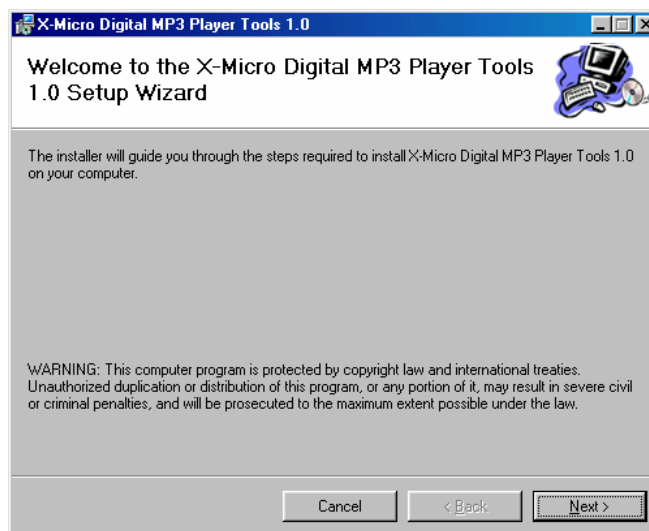 X-Micro Digital MP3 Player Tools 1.0
Welcome to the X-Micro Digital MP3 Player Tools
1.0 Setup Wizard
The installer will guide you through the steps required to install X-Micro Digital MP3 Player Tools 1.0
on your computer.
WARNING: This computer program is protected by copyright law and international treaties.
Unauthorized duplication or distribution of this program, or any portion of it, may result in severe civil
or criminal penalties, and will be prosecuted to the maximum extent possible under the law.
Cancel < Back Next >